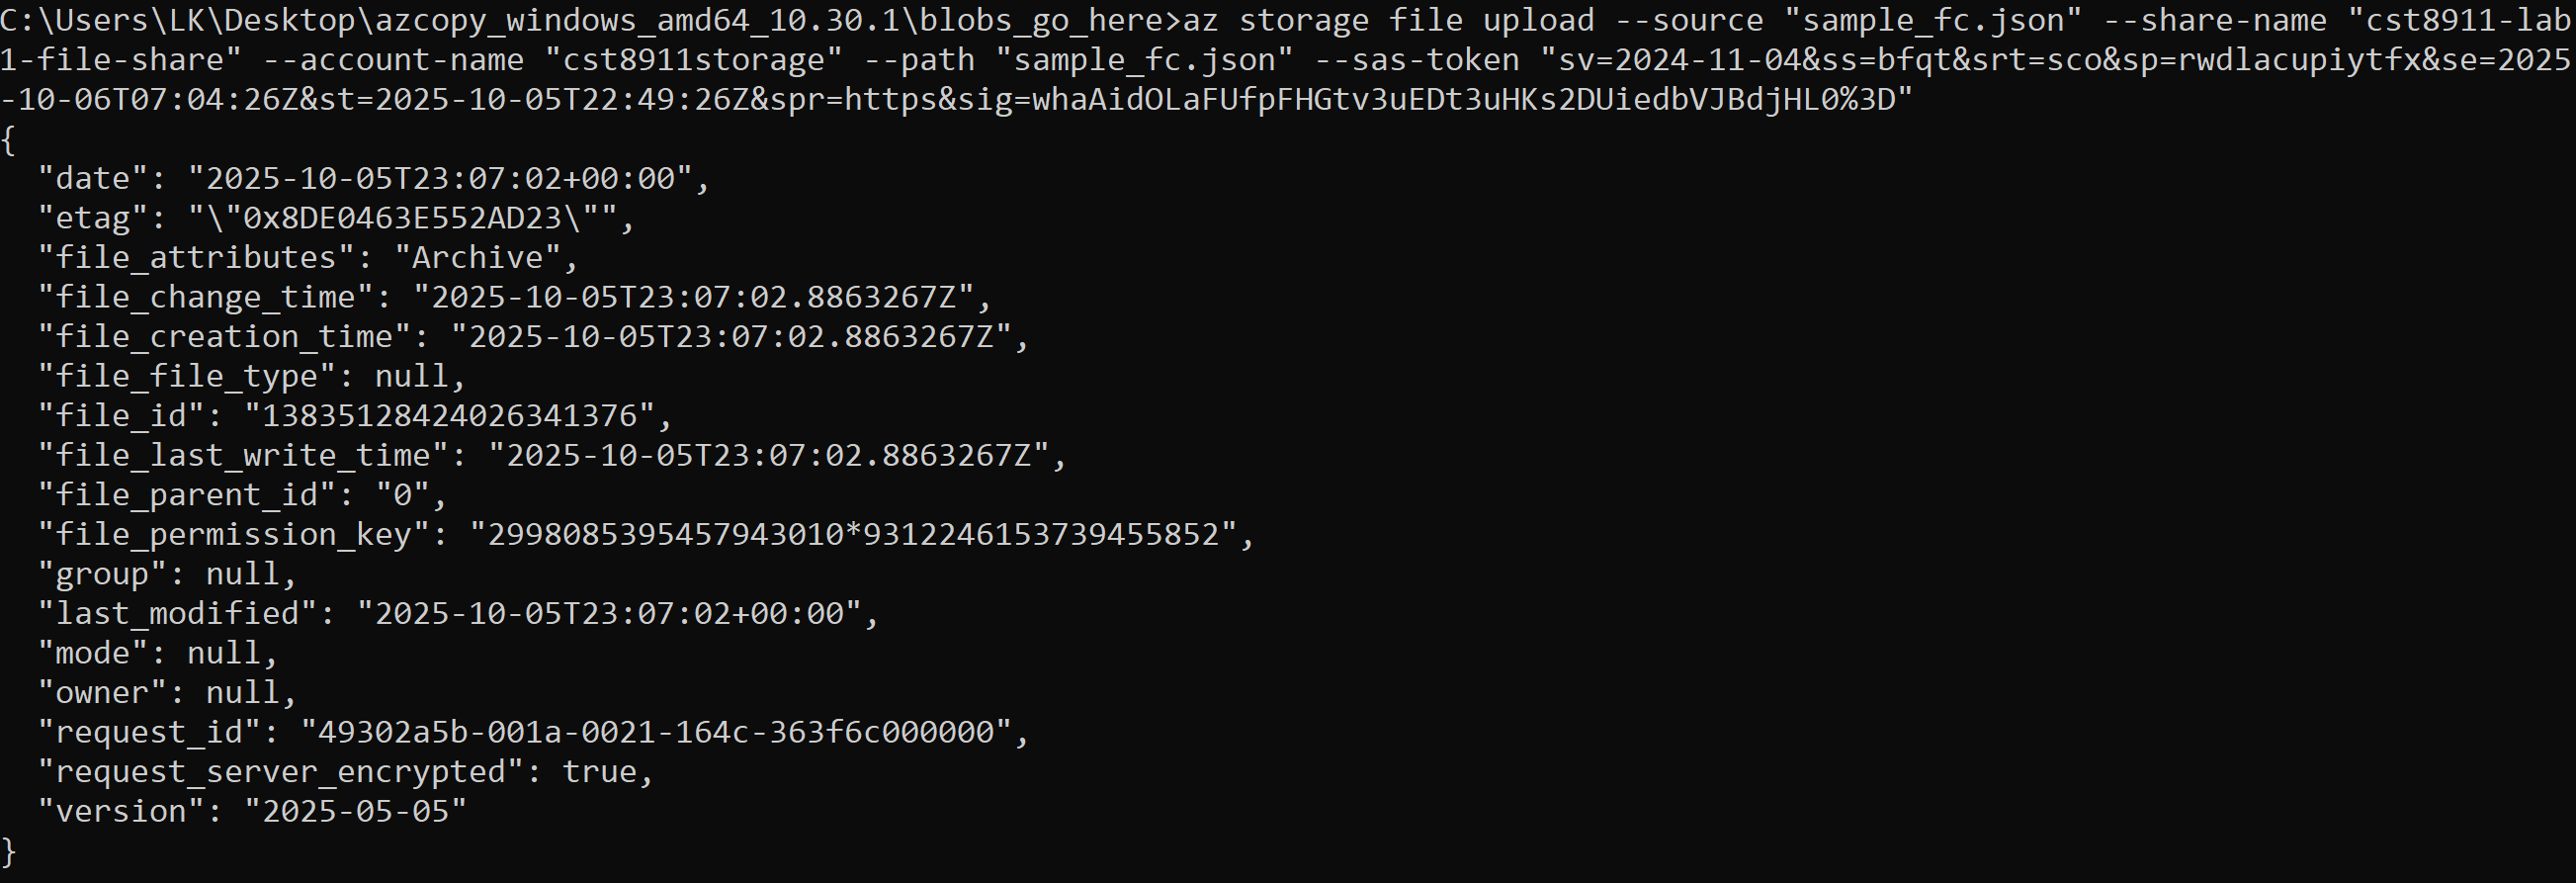 C:\Users\LK\Desktop\azcopy_windows_amd64_10.30.1\blobs_go_here>az storage file upload --source "sample_fc.json" --share-name "cst8911-lab
1-file-share" --account-name "cst8911storage" --path "sample_fc.json" --sas-token "sv=2024-11-04&ss=bfqt&srt=sco&sp=rwdlacupiytfx&se=2025
-10-06T07:04:26Z&st=2025-10-05T22:49:26Z&spr=https&sig=whaAidOLaFUfpFHGtv3uEDt3uHKs2DUiedbVJBdjHL0%3D"
{
  "date": "2025-10-05T23:07:02+00:00",
  "etag": "\"0x8DE0463E552AD23\"",
  "file_attributes": "Archive",
  "file_change_time": "2025-10-05T23:07:02.8863267Z",
  "file_creation_time": "2025-10-05T23:07:02.8863267Z",
  "file_file_type": null,
  "file_id": "13835128424026341376",
  "file_last_write_time": "2025-10-05T23:07:02.8863267Z",
  "file_parent_id": "0",
  "file_permission_key": "2998085395457943010*9312246153739455852",
  "group": null,
  "last_modified": "2025-10-05T23:07:02+00:00",
  "mode": null,
  "owner": null,
  "request_id": "49302a5b-001a-0021-164c-363f6c000000",
  "request_server_encrypted": true,
  "version": "2025-05-05"
}